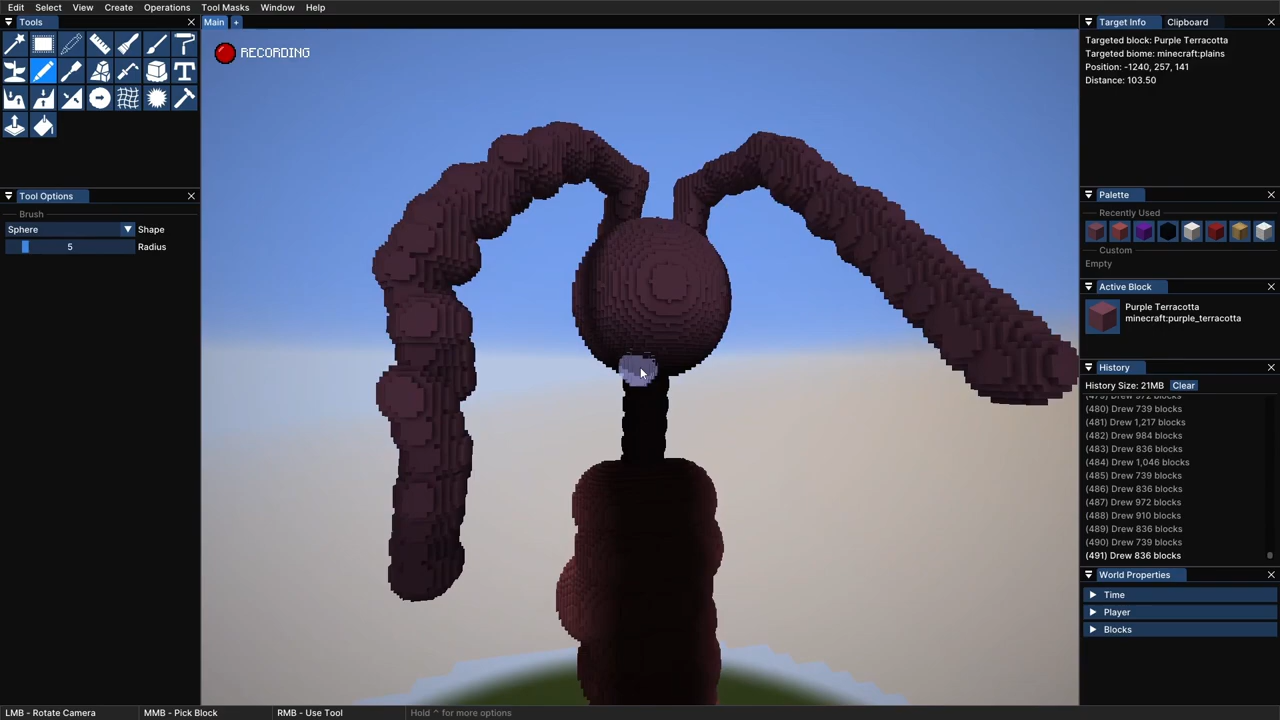 Edit Select View Create Operations Tool Masks Window Help
Tools
Main +
Target Info Clipboard
RECORDING
Targeted block: Purple Terracotta
Targeted biome: minecraft:plains
Position: -1240, 257, 141
Distance: 103.50
Tool Options
Brush
Sphere Shape
5 Radius
Palette
Recently Used
Custom
Empty
Active Block
Purple Terracotta
minecraft:purple_terracotta
History
History Size: 21MB Clear
(479) Drew 972 blocks
(480) Drew 739 blocks
(481) Drew 1,217 blocks
(482) Drew 984 blocks
(483) Drew 836 blocks
(484) Drew 1,046 blocks
(485) Drew 739 blocks
(486) Drew 836 blocks
(487) Drew 972 blocks
(488) Drew 910 blocks
(489) Drew 836 blocks
(490) Drew 739 blocks
(491) Drew 836 blocks
World Properties
Time
Player
Blocks
LMB - Rotate Camera MMB - Pick Block RMB - Use Tool Hold ^ for more options